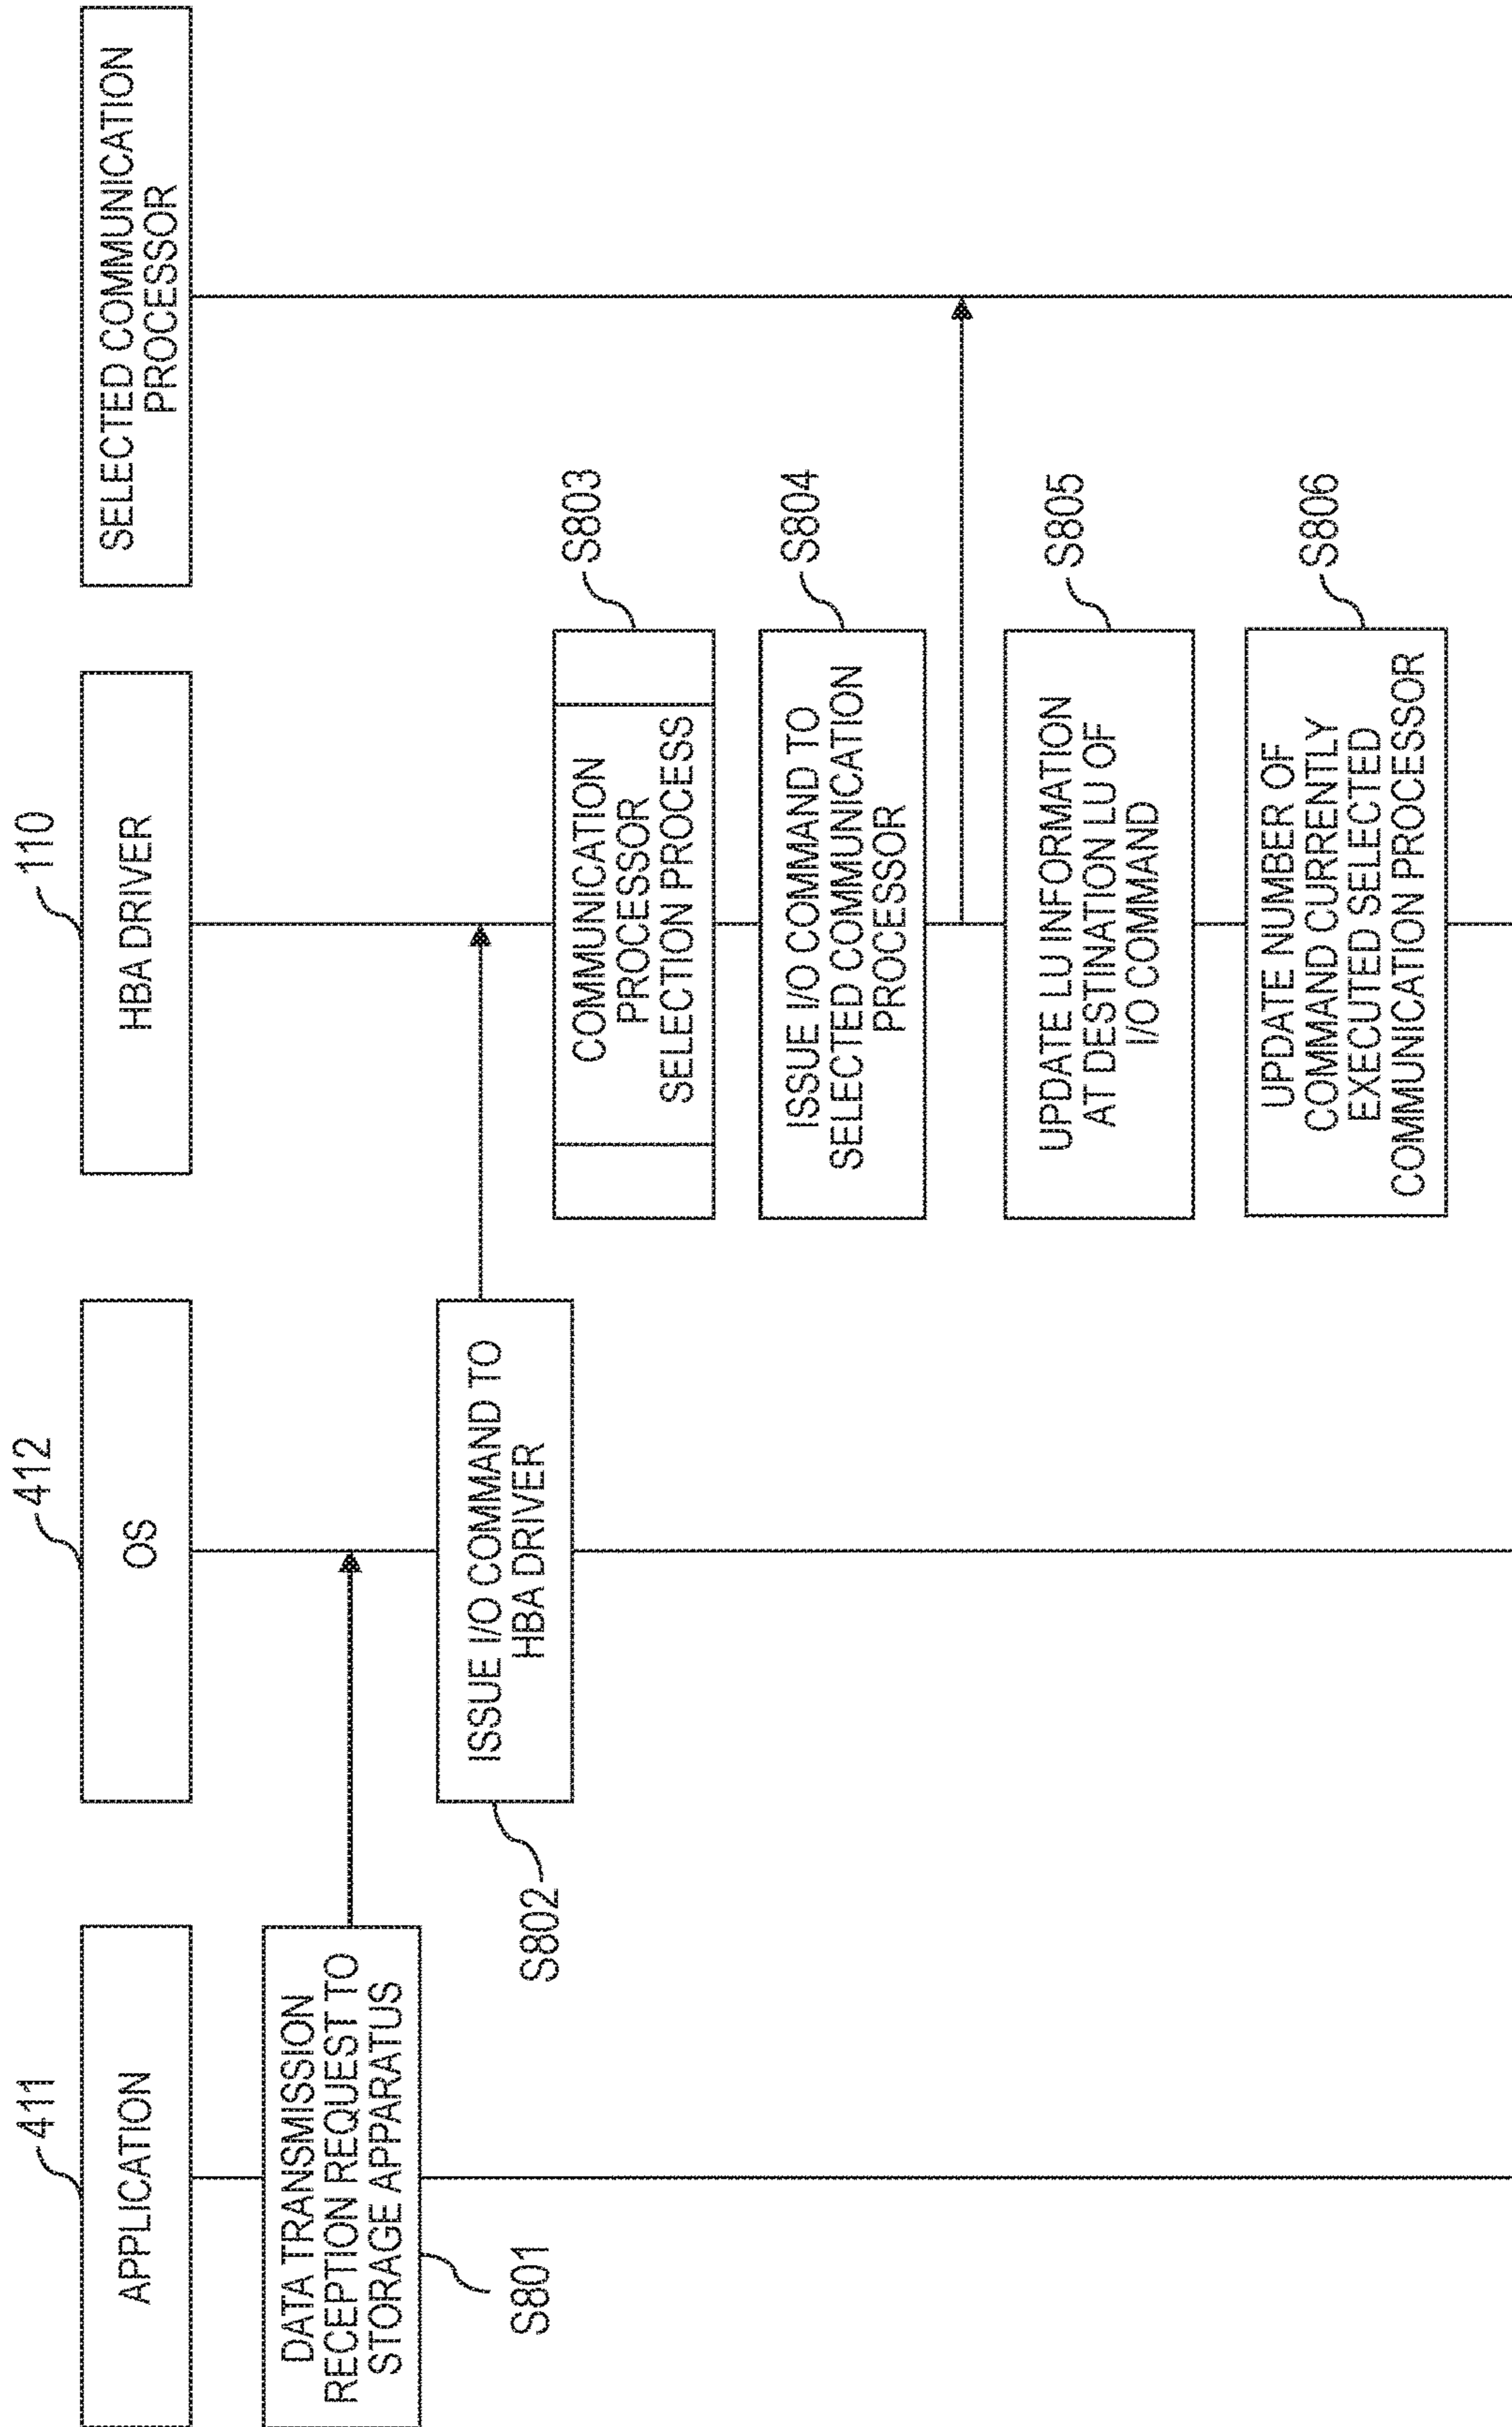 411
APPLICATION
412
OS
110
HBA DRIVER
SELECTED COMMUNICATION
PROCESSOR
DATA TRANSMISSION
RECEPTION REQUEST TO
STORAGE APPARATUS
S801
ISSUE I/O COMMAND TO
HBA DRIVER
S802
COMMUNICATION
PROCESSOR
SELECTION PROCESS
S803
ISSUE I/O COMMAND TO
SELECTED COMMUNICATION
PROCESSOR
S804
UPDATE LU INFORMATION
AT DESTINATION LU OF
I/O COMMAND
S805
UPDATE NUMBER OF
COMMAND CURRENTLY
EXECUTED SELECTED
COMMUNICATION PROCESSOR
S806